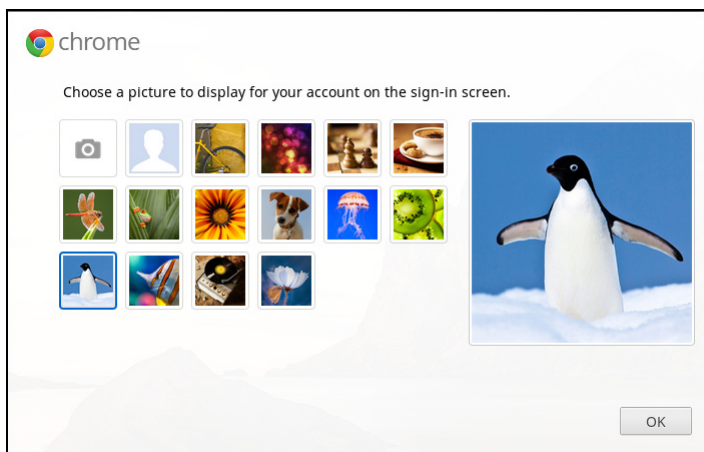 chrome
Choose a picture to display for your account on the sign-in screen.
OK